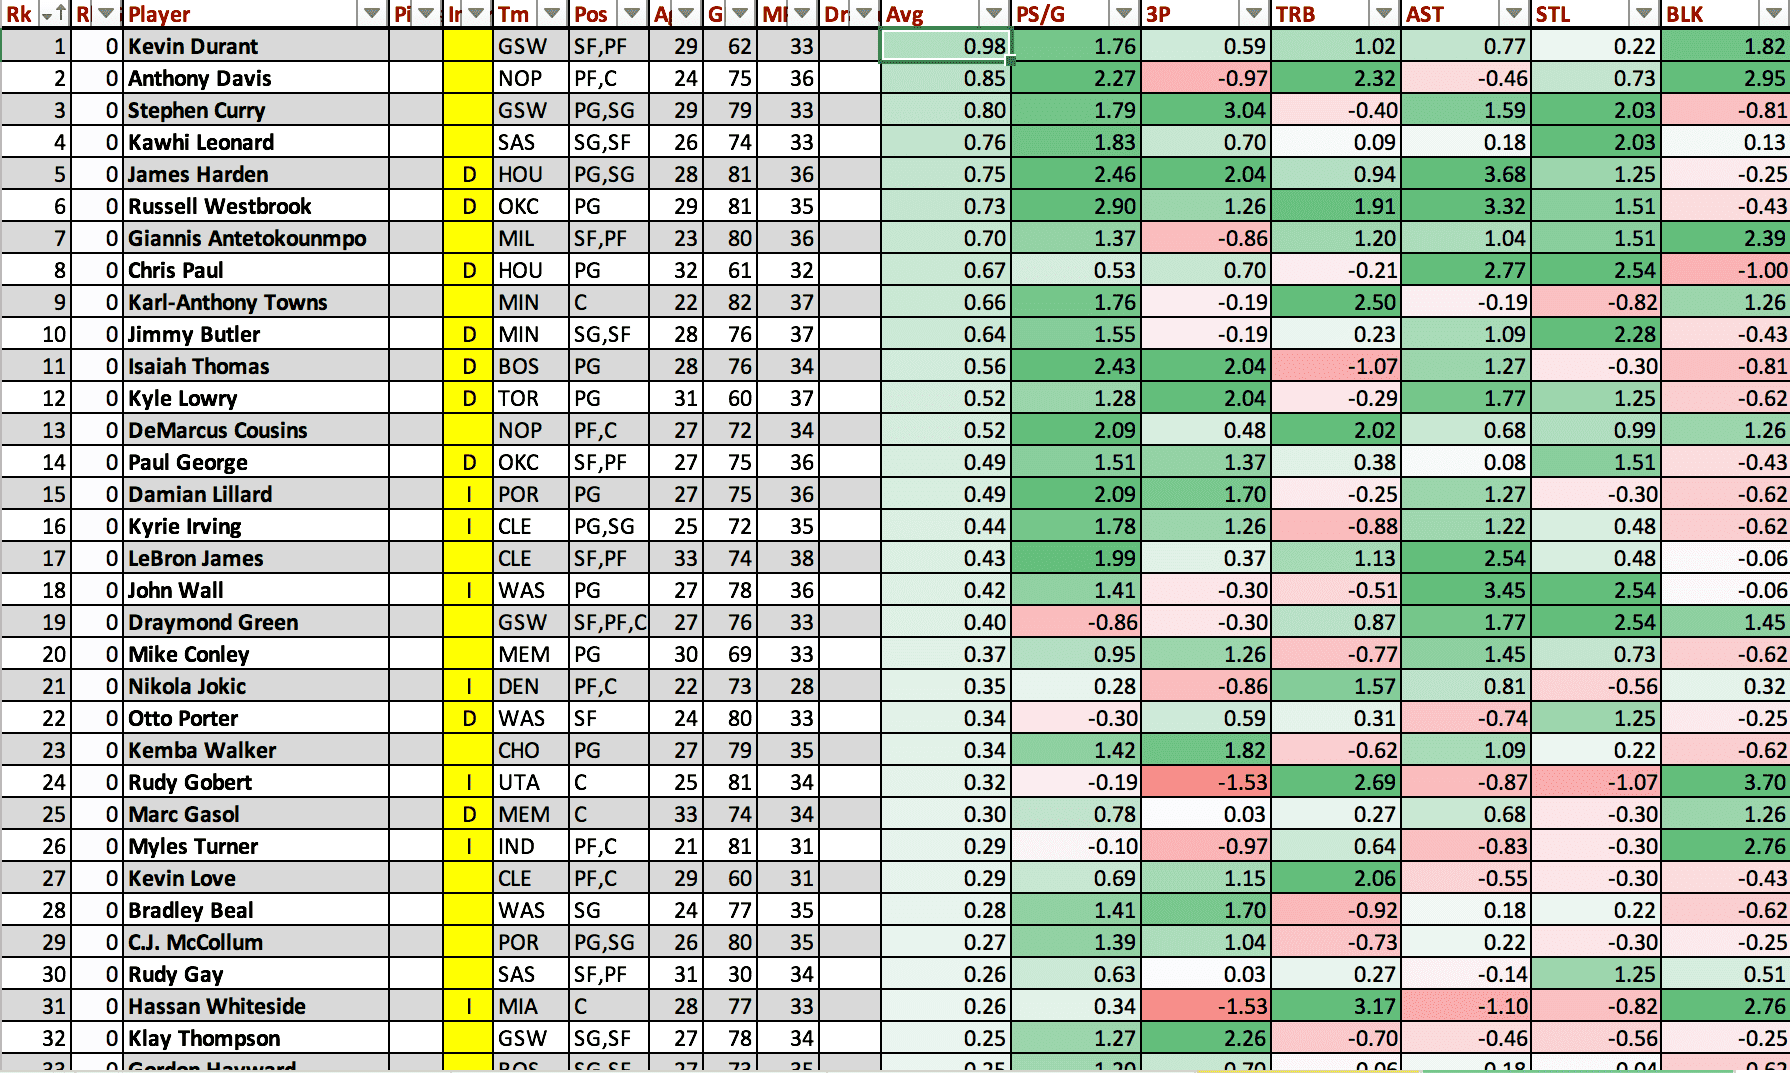 Rk R Player Pi In Tm Pos A G MP Dr Avg PS/G 3P TRB AST STL BLK
1 0 Kevin Durant GSW SF,PF 29 62 33 0.98 1.76 0.59 1.02 0.77 0.22 1.82
2 0 Anthony Davis NOP PF,C 24 75 36 0.85 2.27 -0.97 2.32 -0.46 0.73 2.95
3 0 Stephen Curry GSW PG,SG 29 79 33 0.80 1.79 3.04 -0.40 1.59 2.03 -0.81
4 0 Kawhi Leonard SAS SG,SF 26 74 33 0.76 1.83 0.70 0.09 0.18 2.03 0.13
5 0 James Harden D HOU PG,SG 28 81 36 0.75 2.46 2.04 0.94 3.68 1.25 -0.25
6 0 Russell Westbrook D OKC PG 29 81 35 0.73 2.90 1.26 1.91 3.32 1.51 -0.43
7 0 Giannis Antetokounmpo MIL SF,PF 23 80 36 0.70 1.37 -0.86 1.20 1.04 1.51 2.39
8 0 Chris Paul D HOU PG 32 61 32 0.67 0.53 0.70 -0.21 2.77 2.54 -1.00
9 0 Karl-Anthony Towns MIN C 22 82 37 0.66 1.76 -0.19 2.50 -0.19 -0.82 1.26
10 0 Jimmy Butler D MIN SG,SF 28 76 37 0.64 1.55 -0.19 0.23 1.09 2.28 -0.43
11 0 Isaiah Thomas D BOS PG 28 76 34 0.56 2.43 2.04 -1.07 1.27 -0.30 -0.81
12 0 Kyle Lowry D TOR PG 31 60 37 0.52 1.28 2.04 -0.29 1.77 1.25 -0.62
13 0 DeMarcus Cousins NOP PF,C 27 72 34 0.52 2.09 0.48 2.02 0.68 0.99 1.26
14 0 Paul George D OKC SF,PF 27 75 36 0.49 1.51 1.37 0.38 0.08 1.51 -0.43
15 0 Damian Lillard I POR PG 27 75 36 0.49 2.09 1.70 -0.25 1.27 -0.30 -0.62
16 0 Kyrie Irving I CLE PG,SG 25 72 35 0.44 1.78 1.26 -0.88 1.22 0.48 -0.62
17 0 LeBron James CLE SF,PF 33 74 38 0.43 1.99 0.37 1.13 2.54 0.48 -0.06
18 0 John Wall I WAS PG 27 78 36 0.42 1.41 -0.30 -0.51 3.45 2.54 -0.06
19 0 Draymond Green GSW SF,PF,C 27 76 33 0.40 -0.86 -0.30 0.87 1.77 2.54 1.45
20 0 Mike Conley MEM PG 30 69 33 0.37 0.95 1.26 -0.77 1.45 0.73 -0.62
21 0 Nikola Jokic I DEN PF,C 22 73 28 0.35 0.28 -0.86 1.57 0.81 -0.56 0.32
22 0 Otto Porter D WAS SF 24 80 33 0.34 -0.30 0.59 0.31 -0.74 1.25 -0.25
23 0 Kemba Walker CHO PG 27 79 35 0.34 1.42 1.82 -0.62 1.09 0.22 -0.62
24 0 Rudy Gobert I UTA C 25 81 34 0.32 -0.19 -1.53 2.69 -0.87 -1.07 3.70
25 0 Marc Gasol D MEM C 33 74 34 0.30 0.78 0.03 0.27 0.68 -0.30 1.26
26 0 Myles Turner I IND PF,C 21 81 31 0.29 -0.10 -0.97 0.64 -0.83 -0.30 2.76
27 0 Kevin Love CLE PF,C 29 60 31 0.29 0.69 1.15 2.06 -0.55 -0.30 -0.43
28 0 Bradley Beal WAS SG 24 77 35 0.28 1.41 1.70 -0.92 0.18 0.22 -0.62
29 0 C.J. McCollum POR PG,SG 26 80 35 0.27 1.39 1.04 -0.73 0.22 -0.30 -0.25
30 0 Rudy Gay SAS SF,PF 31 30 34 0.26 0.63 0.03 0.27 -0.14 1.25 0.51
31 0 Hassan Whiteside I MIA C 28 77 33 0.26 0.34 -1.53 3.17 -1.10 -0.82 2.76
32 0 Klay Thompson GSW SG,SF 27 78 34 0.25 1.27 2.26 -0.70 -0.46 -0.56 -0.25
33 0 Gordon Hayward BOS SG,SF 27 73 35 0.25 1.20 0.70